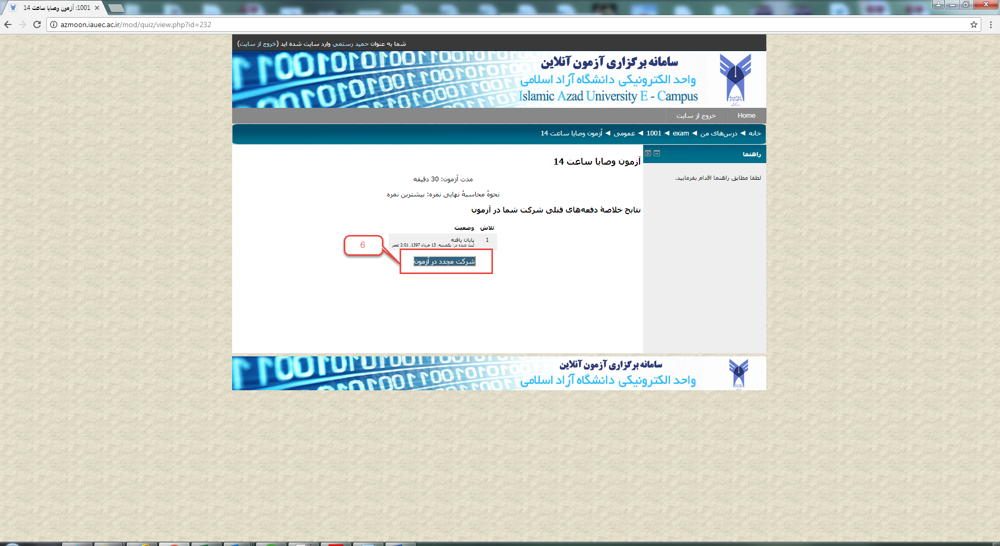 1001: آزمون وصایا ساعت 14
azmoon.iauec.ac.ir/mod/quiz/view.php?id=232
شما به عنوان حمید رستمی وارد سایت شده اید (خروج از سایت)
سامانه برگزاری آزمون آنلاین
واحد الکترونیکی دانشگاه آزاد اسلامی
Islamic Azad University E - Campus
Home
خروج از سایت
خانه ◄ درس‌های من ◄ exam ◄ 1001 ◄ عمومی ◄ آزمون وصایا ساعت 14
راهنما
لطفا مطابق راهنما اقدام بفرمایید.
آزمون وصایا ساعت 14
مدت آزمون: 30 دقیقه
نحوهٔ محاسبهٔ نهایی نمره: بیشترین نمره
نتایج خلاصهٔ دفعه‌های قبلی شرکت شما در آزمون
تلاش وضعیت
1 پایان یافته
ثبت شده در: یکشنبه، 13 خرداد 1397، 2:01 عصر
6
شرکت مجدد در آزمون
سامانه برگزاری آزمون آنلاین
واحد الکترونیکی دانشگاه آزاد اسلامی